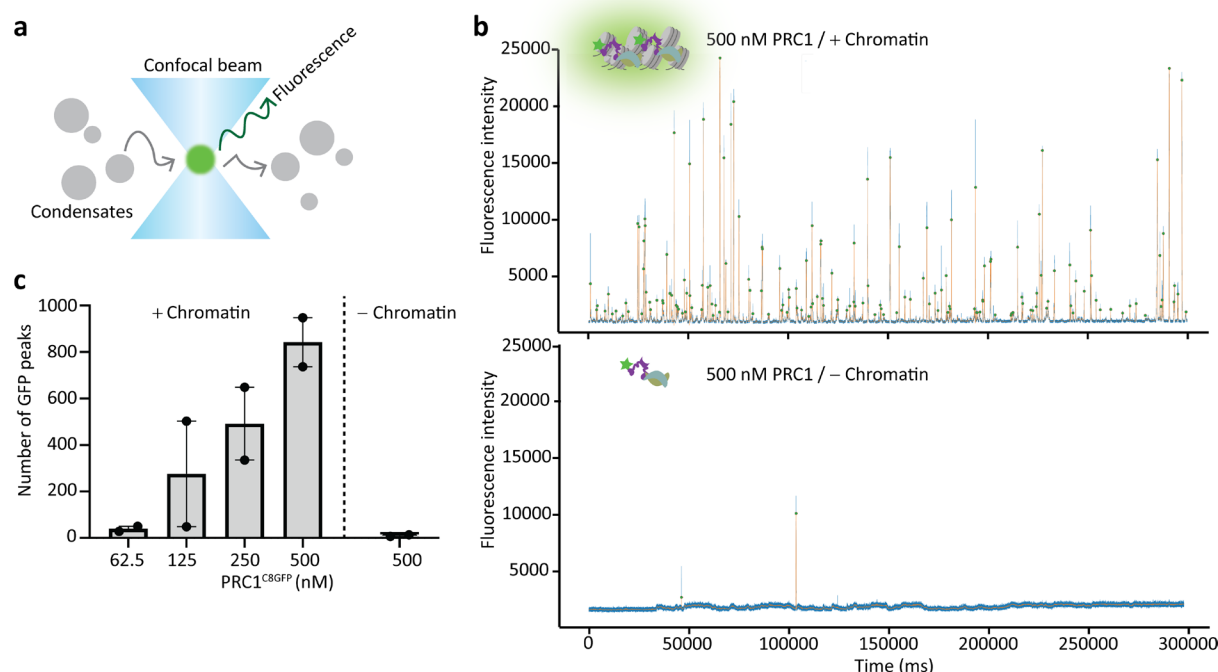 a
Confocal beam
Fluorescence
Condensates
b
500 nM PRC1 / + Chromatin
Fluorescence intensity
25000
20000
15000
10000
5000
500 nM PRC1 / − Chromatin
Fluorescence intensity
25000
20000
15000
10000
5000
0 50000 100000 150000 200000 250000 300000
Time (ms)
c
+ Chromatin − Chromatin
Number of GFP peaks
1000
800
600
400
200
0
62.5 125 250 500 500
PRC1C8GFP (nM)